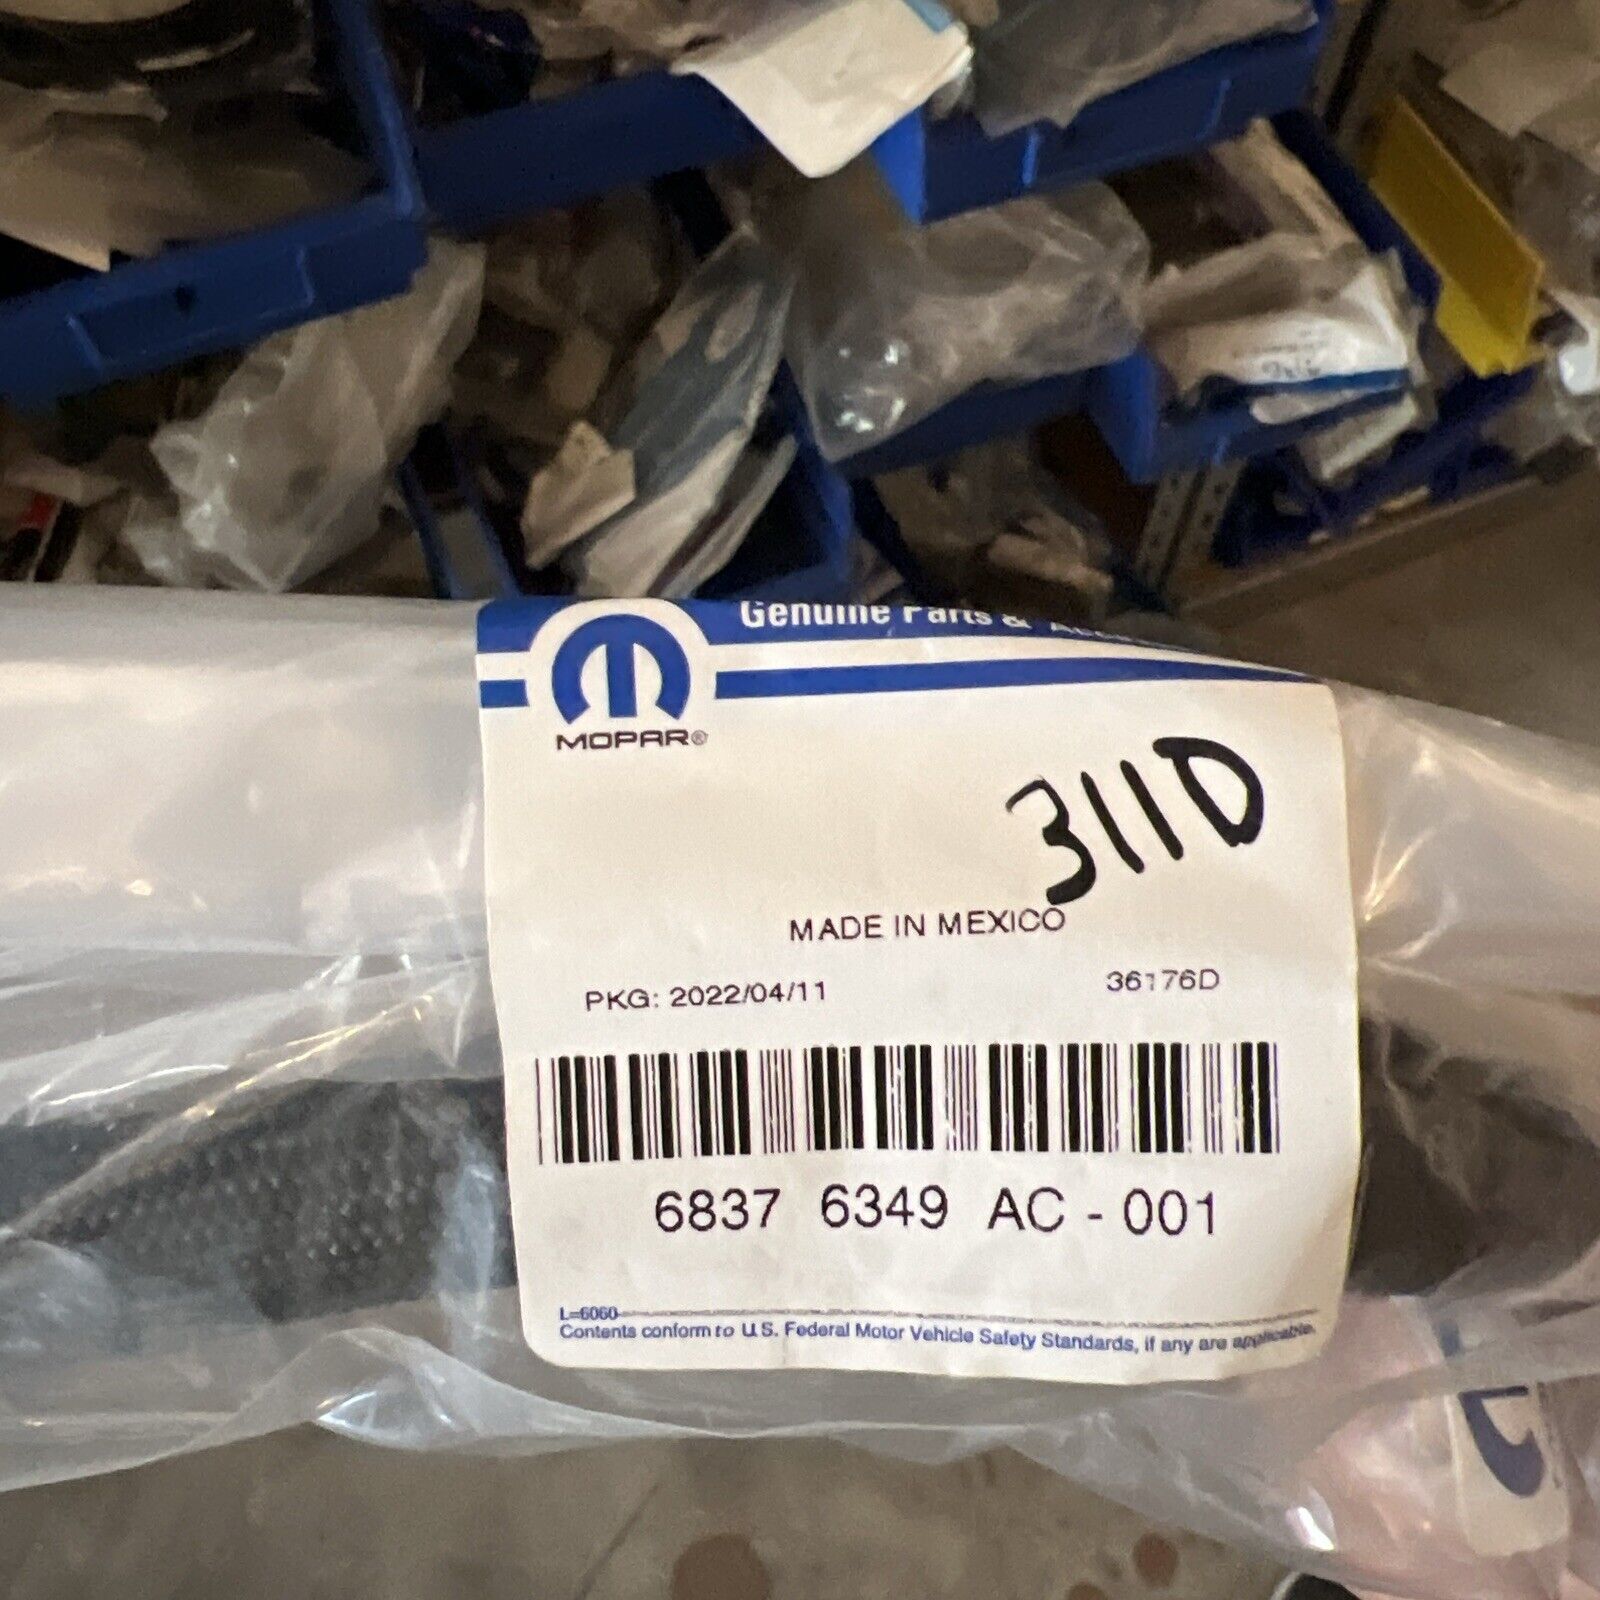 Genuine Parts &
MOPAR®
311D
MADE IN MEXICO
PKG: 2022/04/11
36176D
6837 6349 AC - 001
L=6060
Contents conform to U.S. Federal Motor Vehicle Safety Standards, if any are applicable.